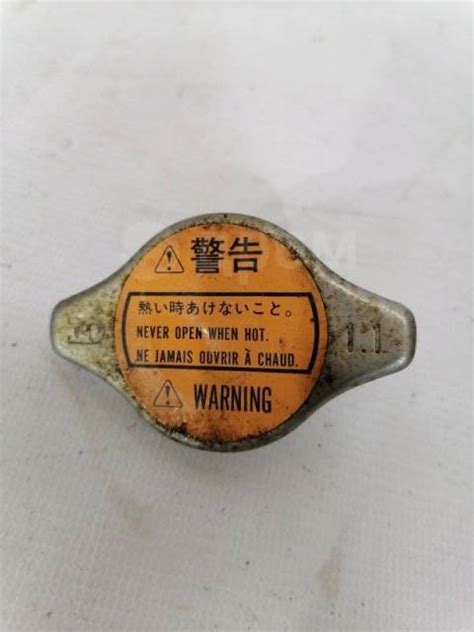 警告
熱い時あけないこと。
NEVER OPEN WHEN HOT.
NE JAMAIS OUVRIR À CHAUD.
WARNING
1.1